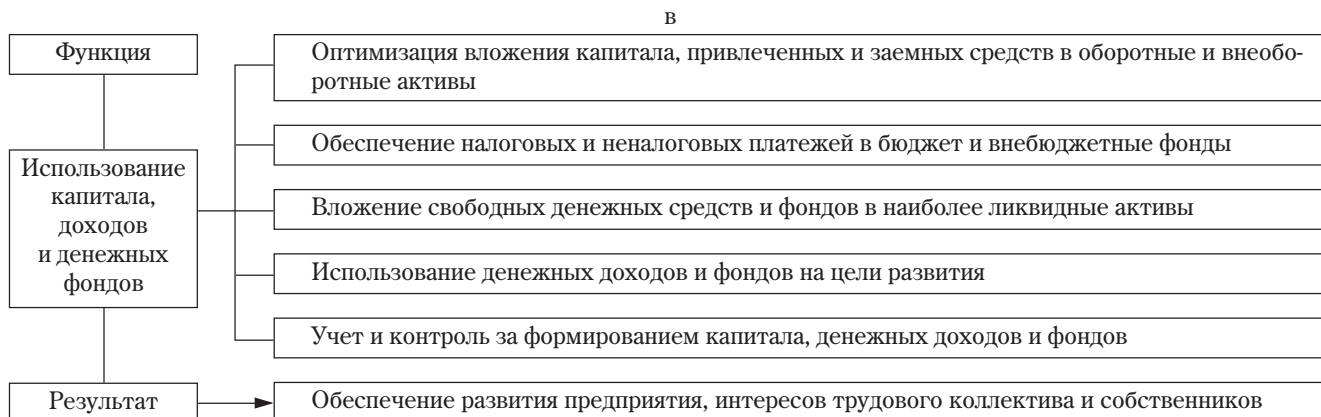 в
Функция
Оптимизация вложения капитала, привлеченных и заемных средств в оборотные и внеобо-
ротные активы
Обеспечение налоговых и неналоговых платежей в бюджет и внебюджетные фонды
Использование
капитала,
доходов
и денежных
фондов
Вложение свободных денежных средств и фондов в наиболее ликвидные активы
Использование денежных доходов и фондов на цели развития
Учет и контроль за формированием капитала, денежных доходов и фондов
Результат
Обеспечение развития предприятия, интересов трудового коллектива и собственников